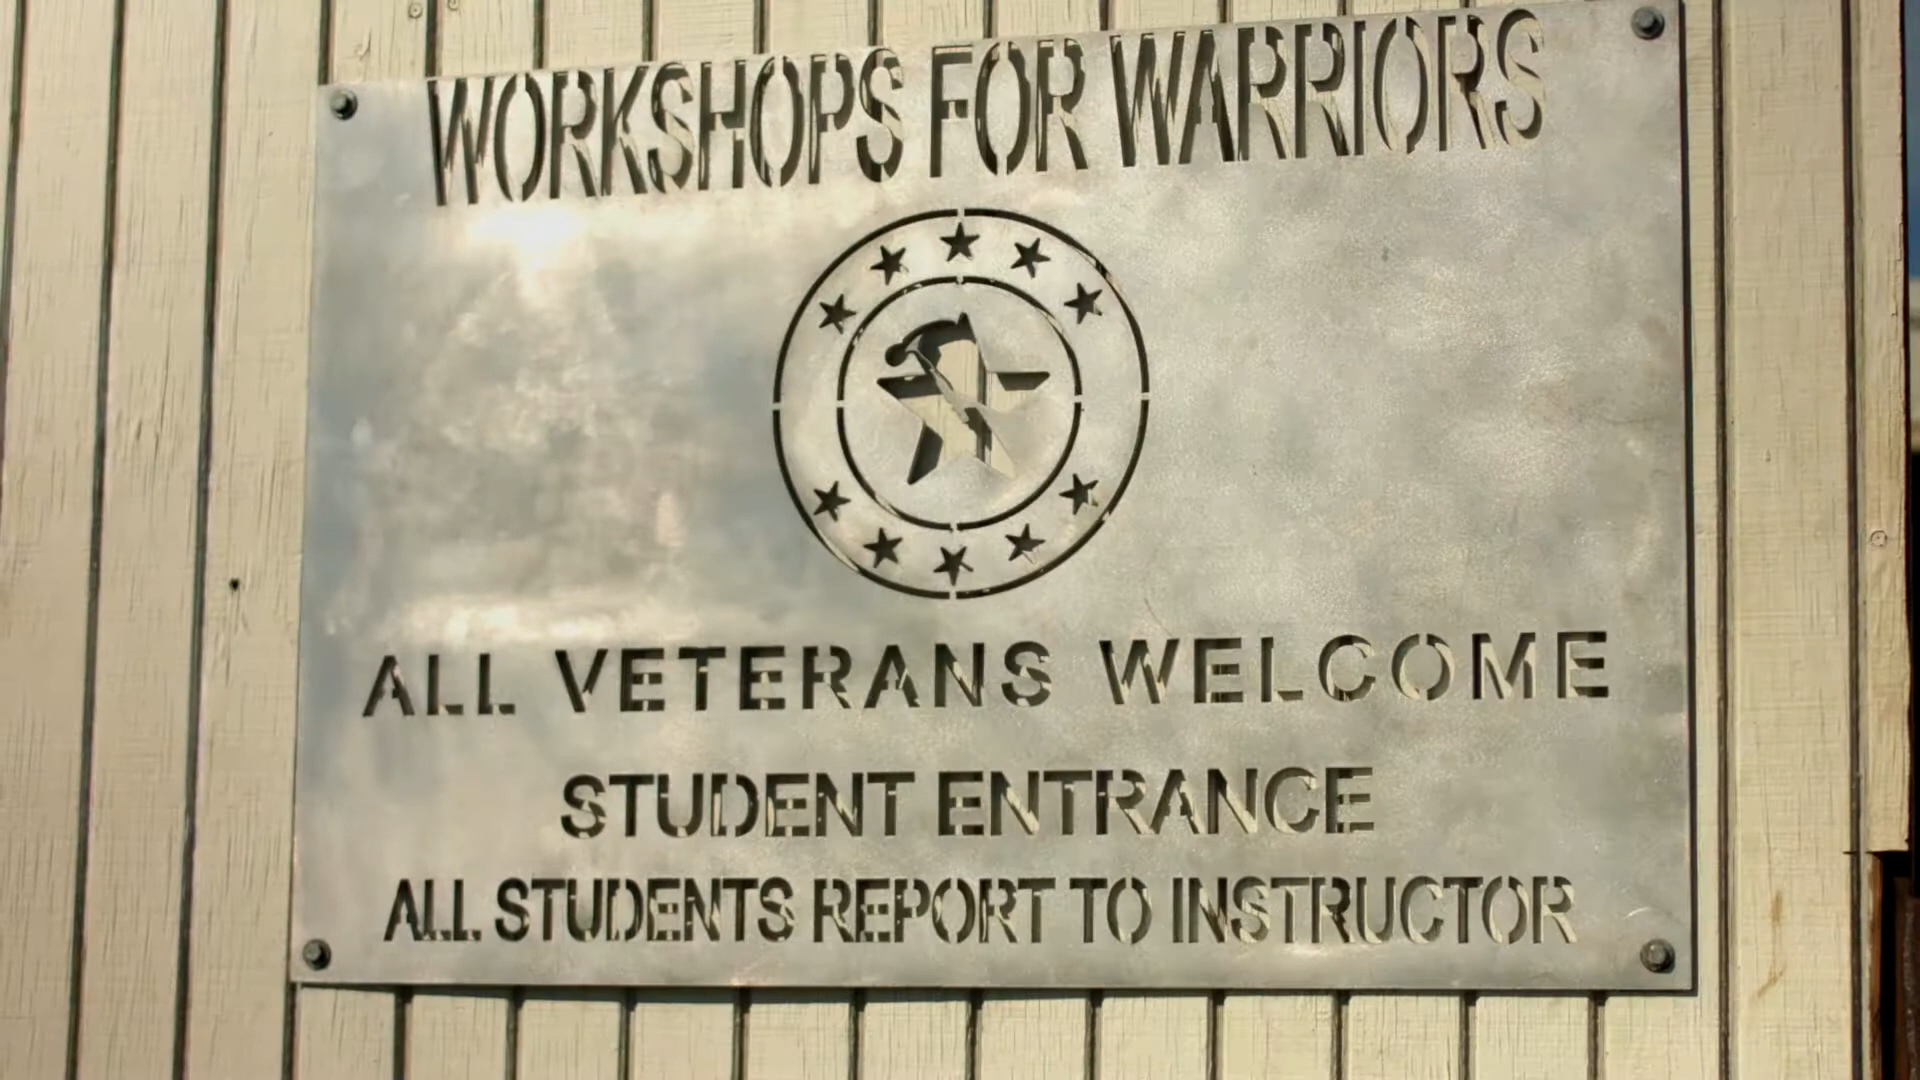 WORKSHOPS FOR WARRIORS
ALL VETERANS WELCOME
STUDENT ENTRANCE
ALL STUDENTS REPORT TO INSTRUCTOR